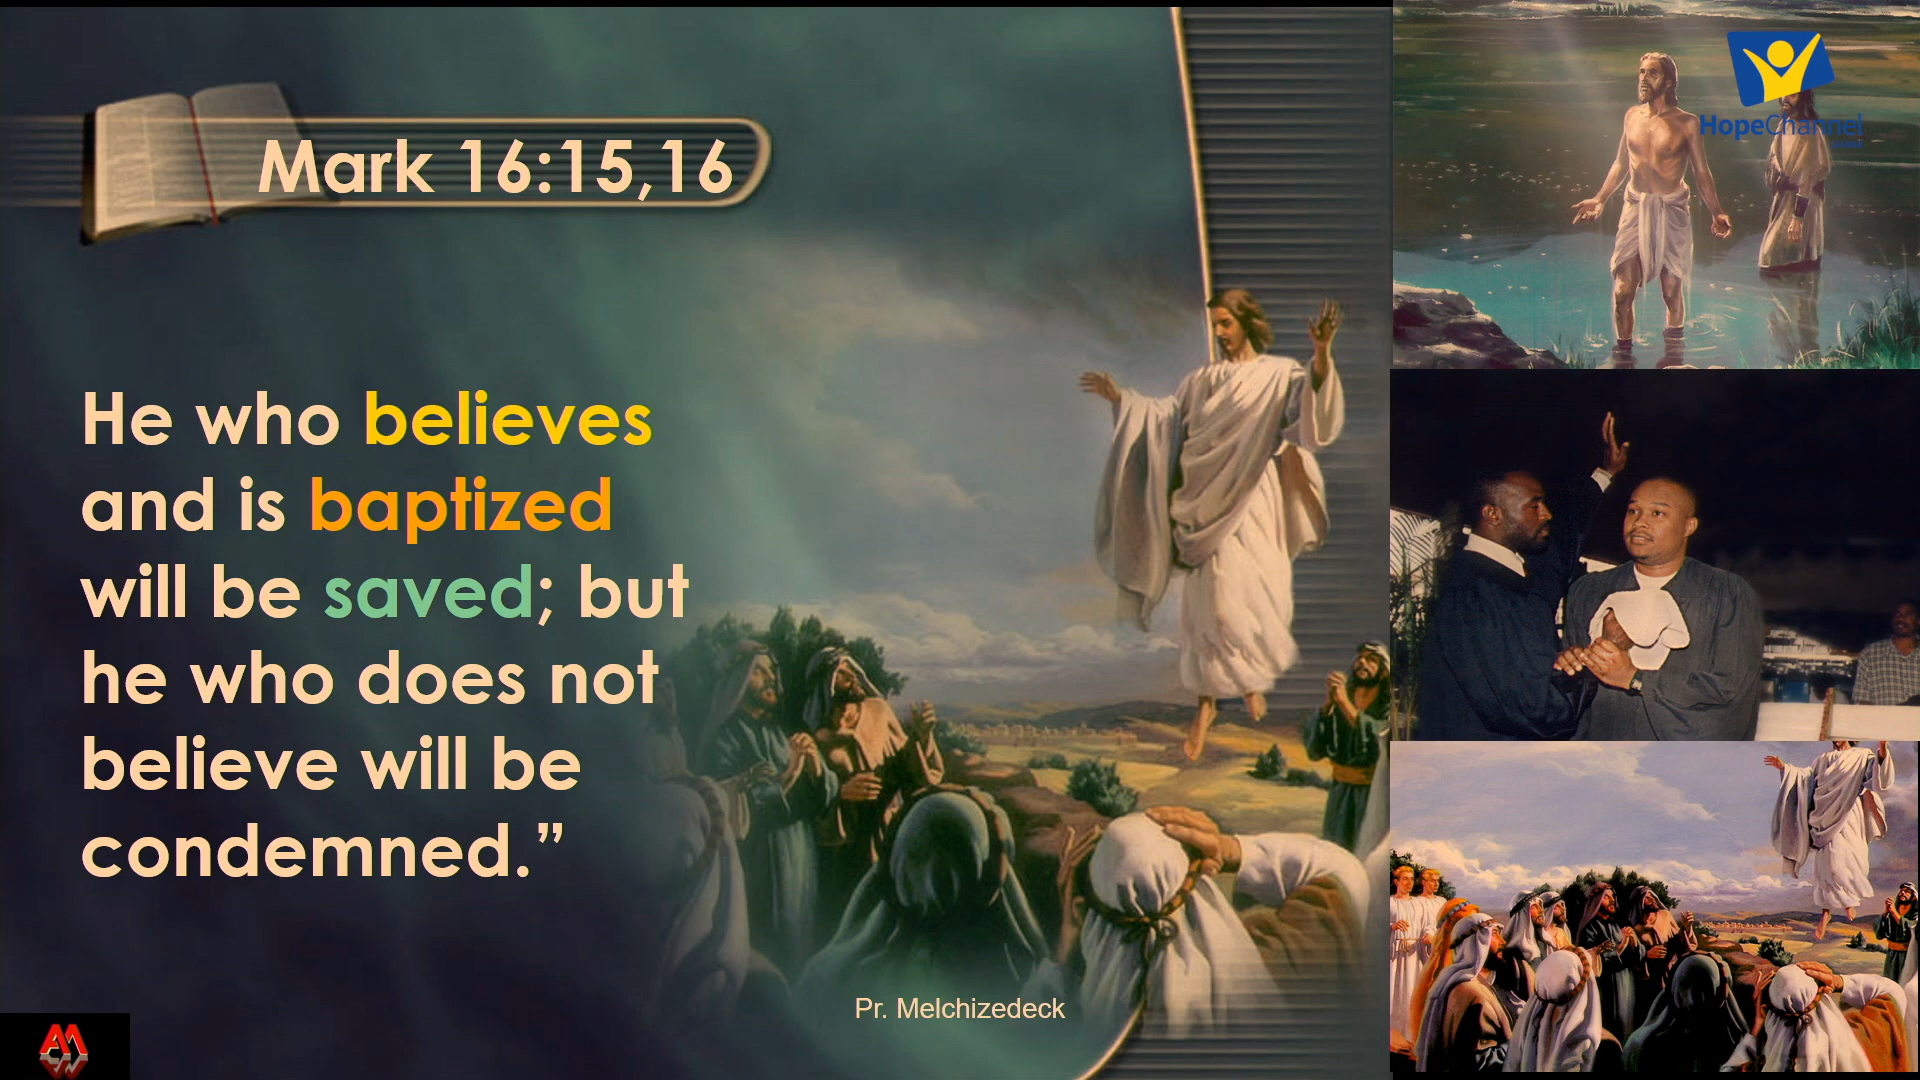 HopeChannel
Mark 16:15,16
He who believes
and is baptized
will be saved; but
he who does not
believe will be
condemned.”
Pr. Melchizedeck